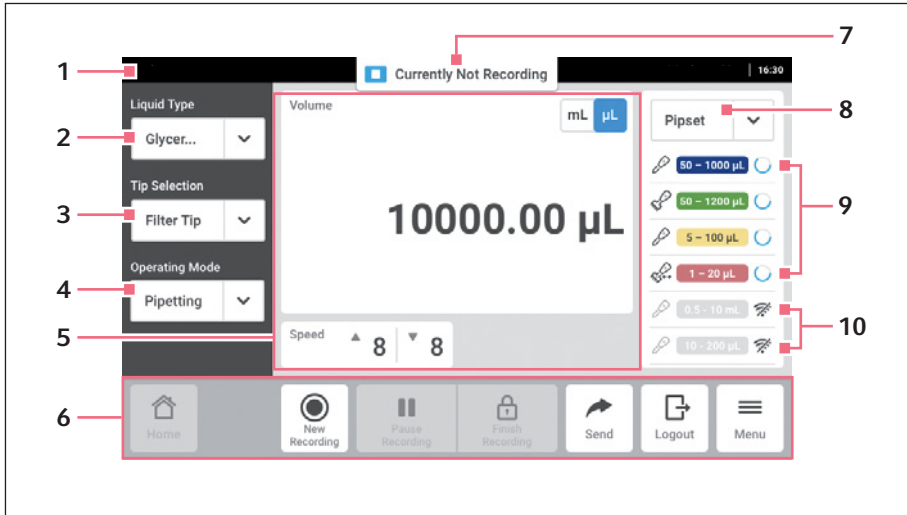 7
1
Currently Not Recording
16:30
Liquid Type
Volume
mL
µL
8
Pipset
2
Glycer...
50 – 1000 µL
Tip Selection
50 – 1200 µL
9
3
Filter Tip
10000.00 µL
5 – 100 µL
Operating Mode
1 – 20 µL
4
Pipetting
0.5 - 10 mL
10
5
Speed
8
8
10 - 200 µL
6
Home
New
Recording
Pause
Recording
Finish
Recording
Send
Logout
Menu